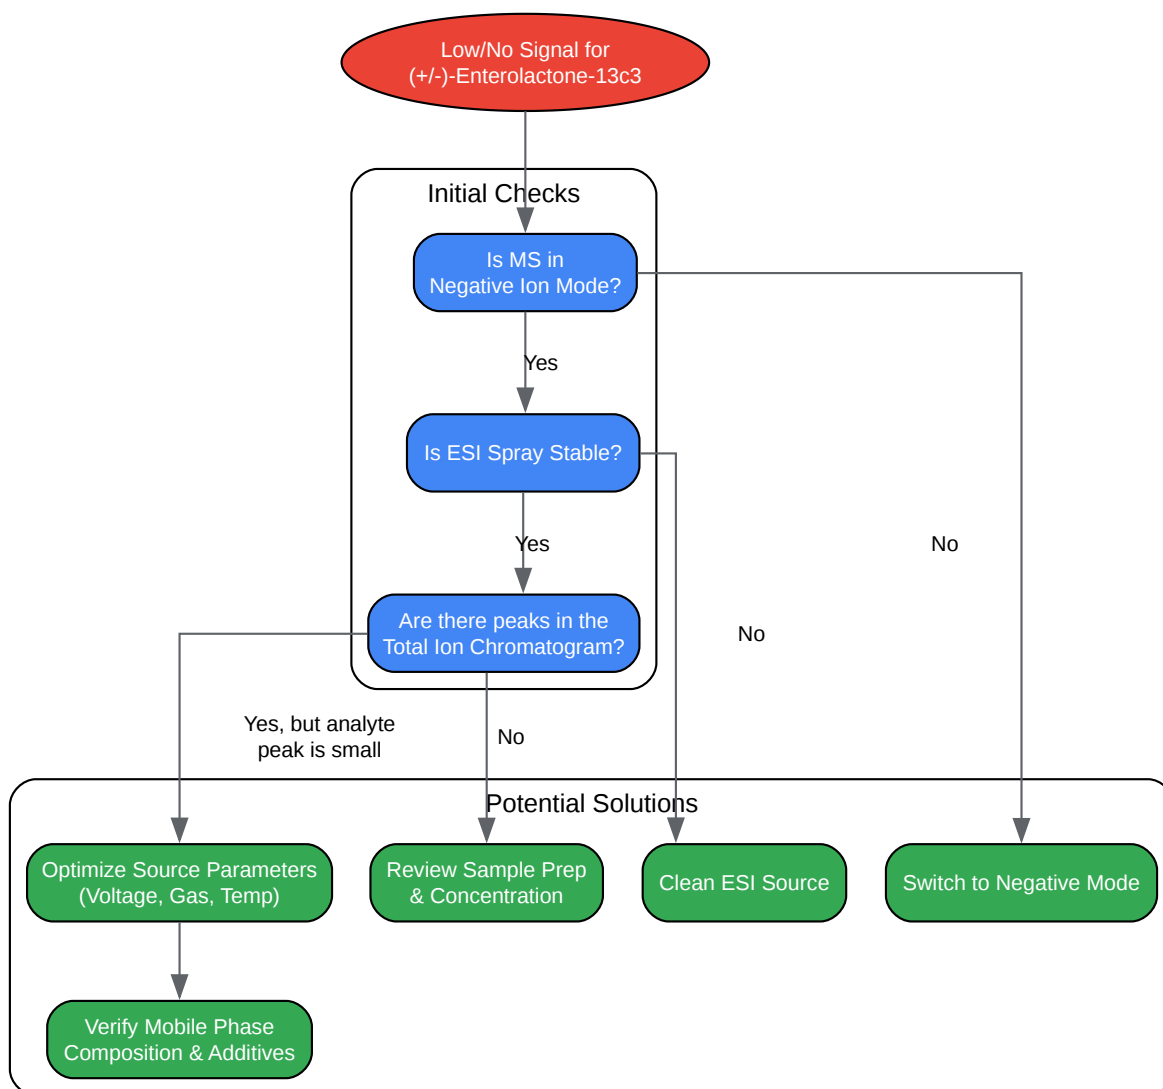 Low/No Signal for
(+/-)-Enterolactone-13c3
Initial Checks
Is MS in
Negative Ion Mode?
Yes
Is ESI Spray Stable?
Yes
No
Are there peaks in the
Total Ion Chromatogram?
No
Yes, but analyte
peak is small
No
Potential Solutions
Optimize Source Parameters
(Voltage, Gas, Temp)
Review Sample Prep
& Concentration
Clean ESI Source
Switch to Negative Mode
Verify Mobile Phase
Composition & Additives